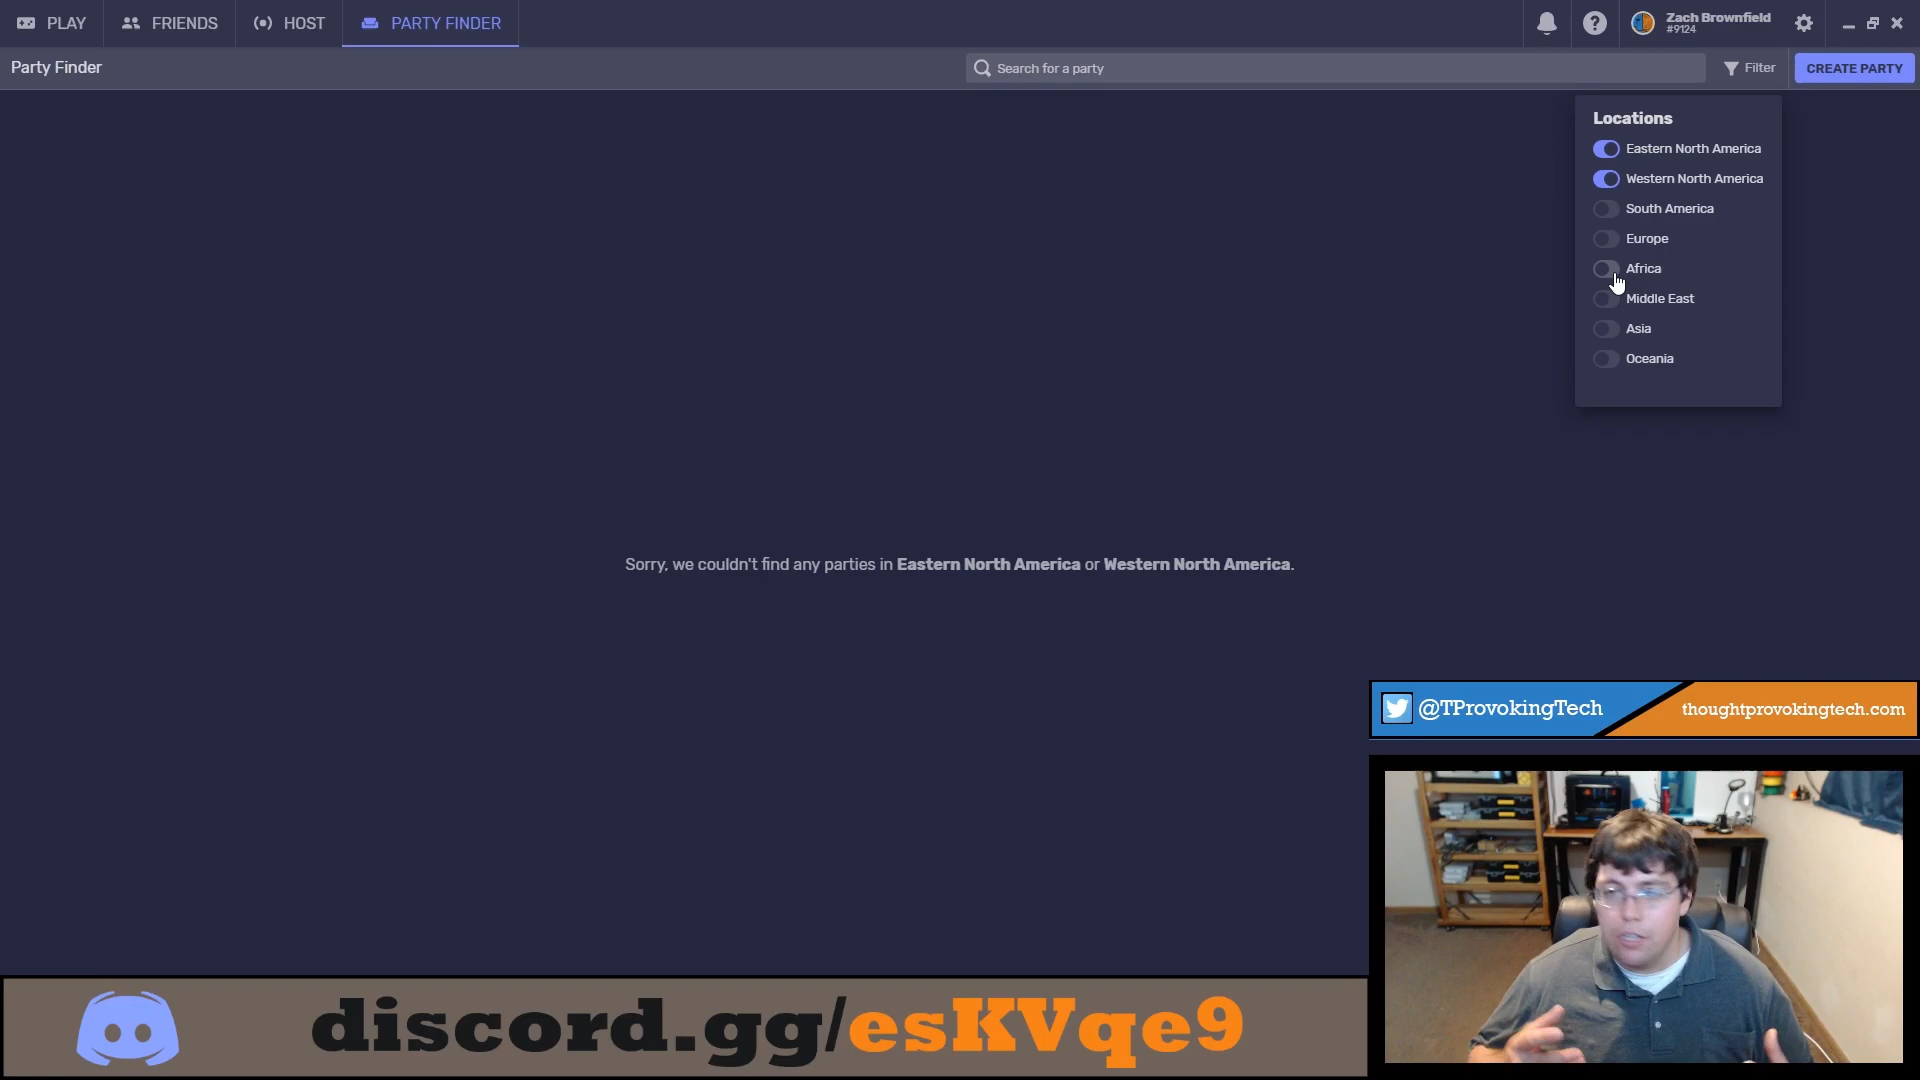 PLAY
FRIENDS
HOST
PARTY FINDER
Zach Brownfield
#9124
Party Finder
Search for a party
Filter
CREATE PARTY
Locations
Eastern North America
Western North America
South America
Europe
Africa
Middle East
Asia
Oceania
Sorry, we couldn't find any parties in Eastern North America or Western North America.
@TProvokingTech
thoughtprovokingtech.com
discord.gg/esKVqe9